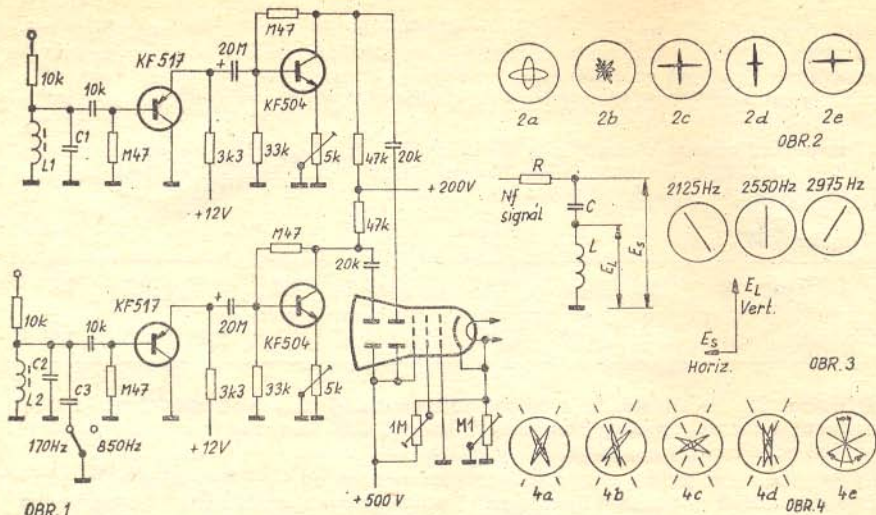 M47
KF517
20M
+
10k
KF504
10k
C1
L1
M47
3k3
33k
5k
47k
20k
+12V
+200V
47k
M47
20k
KF517
+
20M
10k
10k
KF504
C2
L2
C3
M47
3k3
33k
5k
170Hz
850Hz
+12V
1M
M1
+500V
OBR.1
2a
2b
2c
2d
2e
OBR.2
R
Nf
signál
C
L
EL
ES
2125Hz
2550Hz
2975Hz
EL
Vert.
ES
Horiz.
OBR.3
4a
4b
4c
4d
4e
OBR.4